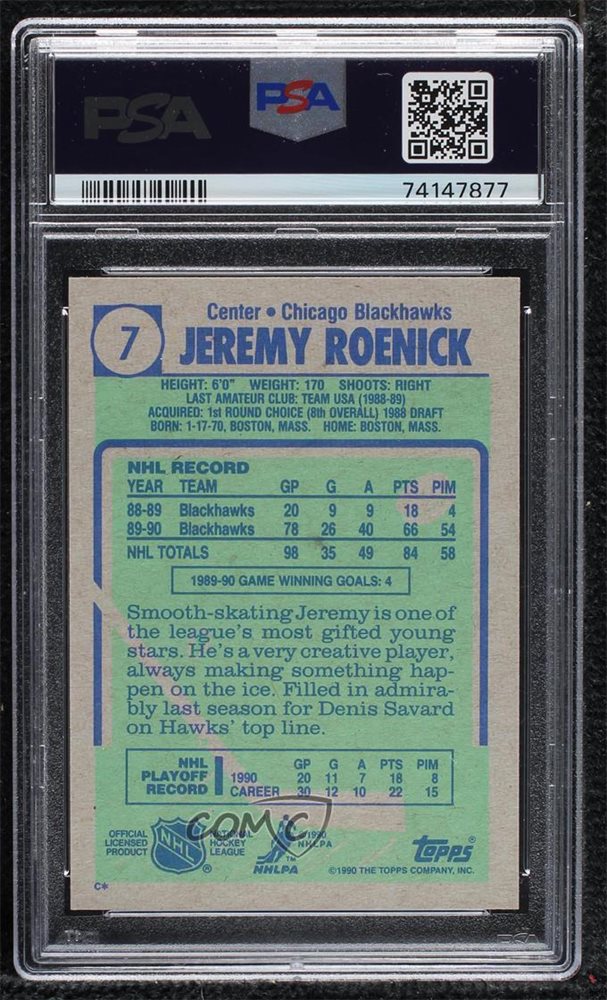 PSA
PSA
74147877
7
Center • Chicago Blackhawks
JEREMY ROENICK
HEIGHT: 6'0" WEIGHT: 170 SHOOTS: RIGHT
LAST AMATEUR CLUB: TEAM USA (1988-89)
ACQUIRED: 1st ROUND CHOICE (8th OVERALL) 1988 DRAFT
BORN: 1-17-70, BOSTON, MASS. HOME: BOSTON, MASS.
NHL RECORD
YEAR TEAM GP G A PTS PIM
88-89 Blackhawks 20 9 9 18 4
89-90 Blackhawks 78 26 40 66 54
NHL TOTALS 98 35 49 84 58
1989-90 GAME WINNING GOALS: 4
Smooth-skating Jeremy is one of
the league's most gifted young
stars. He's a very creative player,
always making something hap-
pen on the ice. Filled in admira-
bly last season for Denis Savard
on Hawks' top line.
NHL PLAYOFF RECORD
GP G A PTS PIM
1990 20 11 7 18 8
CAREER 30 12 10 22 15
COMC
OFFICIAL LICENSED PRODUCT
NHL
®
NATIONAL HOCKEY LEAGUE
TM
NHLPA
©1990 NHLPA
TOPPS®
©1990 THE TOPPS COMPANY, INC.
C*